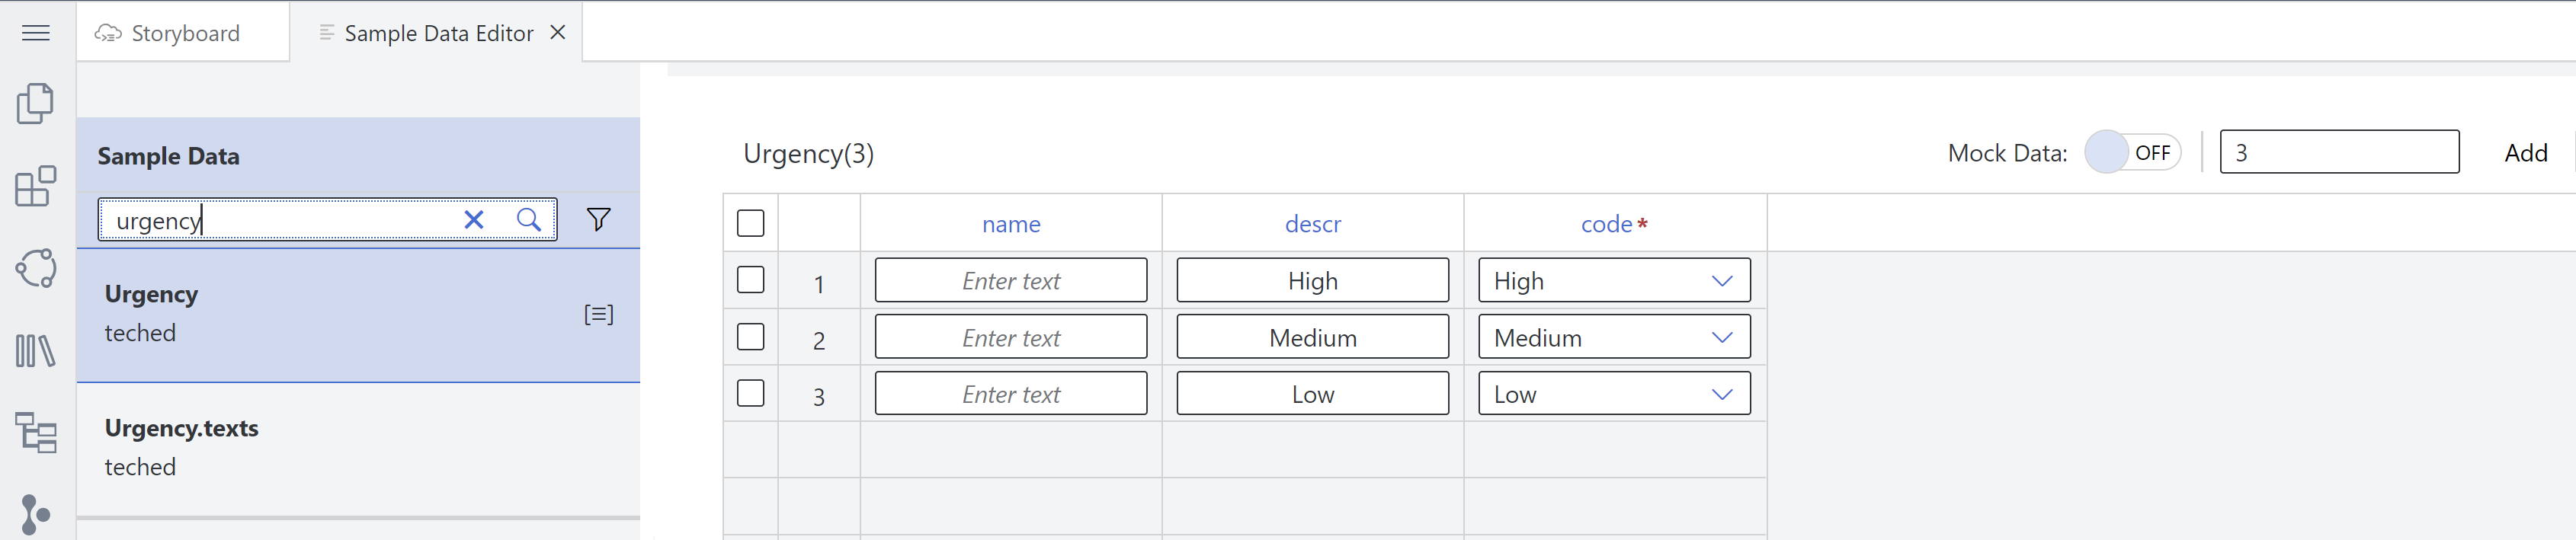 Storyboard
Sample Data Editor
Sample Data
urgency
Urgency
teched
Urgency.texts
teched
Urgency(3)
Mock Data: OFF 3 Add
name descr code*
1 Enter text High High
2 Enter text Medium Medium
3 Enter text Low Low